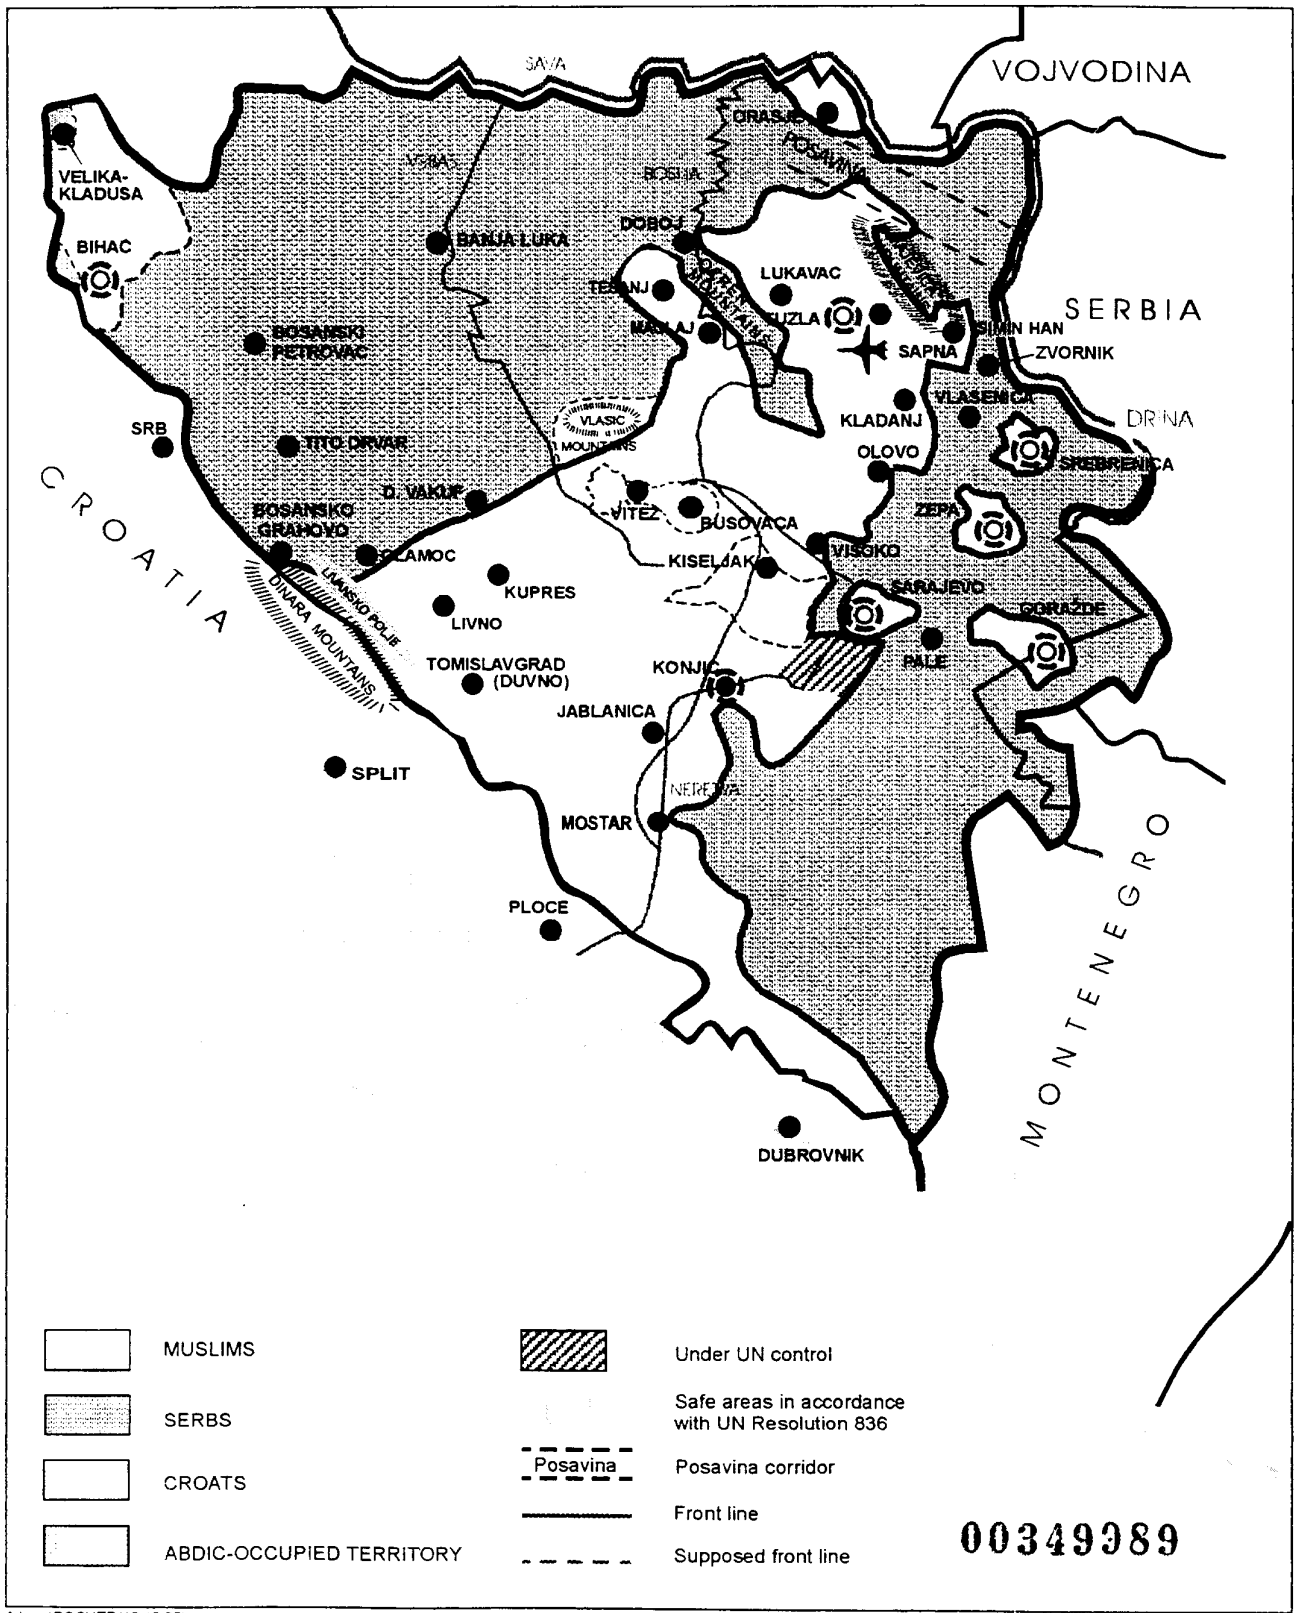 SAVA
VOJVODINA
ORASJE
POSAVINA
VRBAS
BOSNA
VELIKA-
KLADUSA
DOBOJ
BIHAC
BANJA LUKA
LUKAVAC
TESANJ
MOUNTAINS
SERBIA
TUZLA
MAGLAJ
SIMIN HAN
BOSANSKI
PETROVAC
SAPNA
ZVORNIK
VLASENICA
KLADANJ
DRINA
VLASIC
MOUNTAINS
SRB
TITO DRVAR
OLOVO
SREBRENICA
CROATIA
D. VAKUF
BOSANSKO
GRAHOVO
VITEZ
BUSOVACA
ZEPA
GLAMOC
KISELJAK
VISOKO
LIVANSKO POLJE
DINARA MOUNTAINS
KUPRES
SARAJEVO
GORAŽDE
LIVNO
PALE
TOMISLAVGRAD
(DUVNO)
KONJIC
JABLANICA
SPLIT
NERETVA
MOSTAR
MONTENEGRO
PLOCE
DUBROVNIK
MUSLIMS
SERBS
CROATS
ABDIC-OCCUPIED TERRITORY
Under UN control
Safe areas in accordance
with UN Resolution 836
Posavina
Posavina corridor
Front line
Supposed front line
00349989